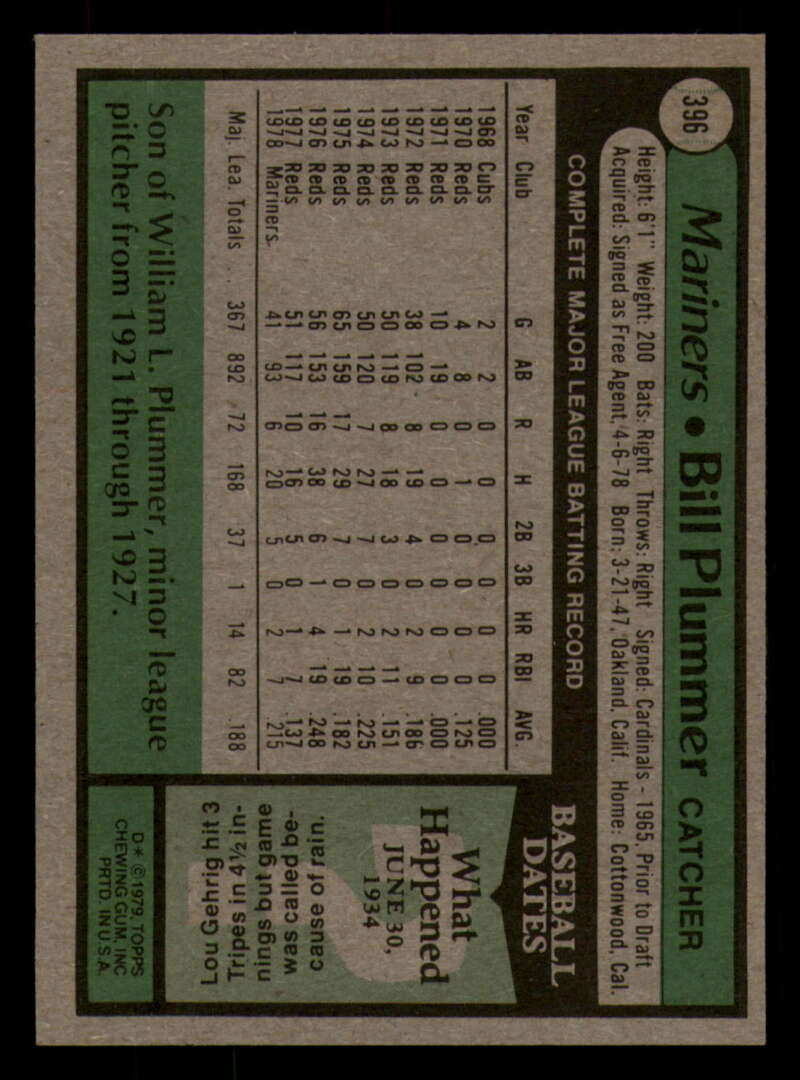 396
Mariners • Bill Plummer CATCHER
Height: 6'1" Weight: 200 Bats: Right Throws: Right Signed: Cardinals - 1965. Prior to Draft
Acquired: Signed as Free Agent, 4-6-78 Born: 3-21-47, Oakland, Calif. Home: Cottonwood, Cal.
COMPLETE MAJOR LEAGUE BATTING RECORD
Year Club G AB R H 2B 3B HR RBI AVG.
1968 Cubs 2 2 0 0 0 0 0 0 .000
1970 Reds 4 8 0 1 0 0 0 0 .125
1971 Reds 10 19 0 0 0 0 0 0 .000
1972 Reds 38 102 8 19 4 0 2 9 .186
1973 Reds 50 119 8 18 3 0 2 11 .151
1974 Reds 50 120 7 27 7 0 2 10 .225
1975 Reds 65 159 17 29 7 0 1 19 .182
1976 Reds 56 153 16 38 6 1 4 19 .248
1977 Reds 51 117 10 16 5 0 1 7 .137
1978 Mariners 41 93 6 20 5 0 2 7 .215
Maj. Lea. Totals . . 367 892 72 168 37 1 14 82 .188
Son of William L. Plummer, minor league
pitcher from 1921 through 1927.
BASEBALL
DATES
What
Happened
JUNE 30,
1934
Lou Gehrig hit 3
Tripes in 4½ in-
nings but game
was called be-
cause of rain.
D* ©1979, TOPPS
CHEWING GUM, INC
PRTD. IN U.S.A.